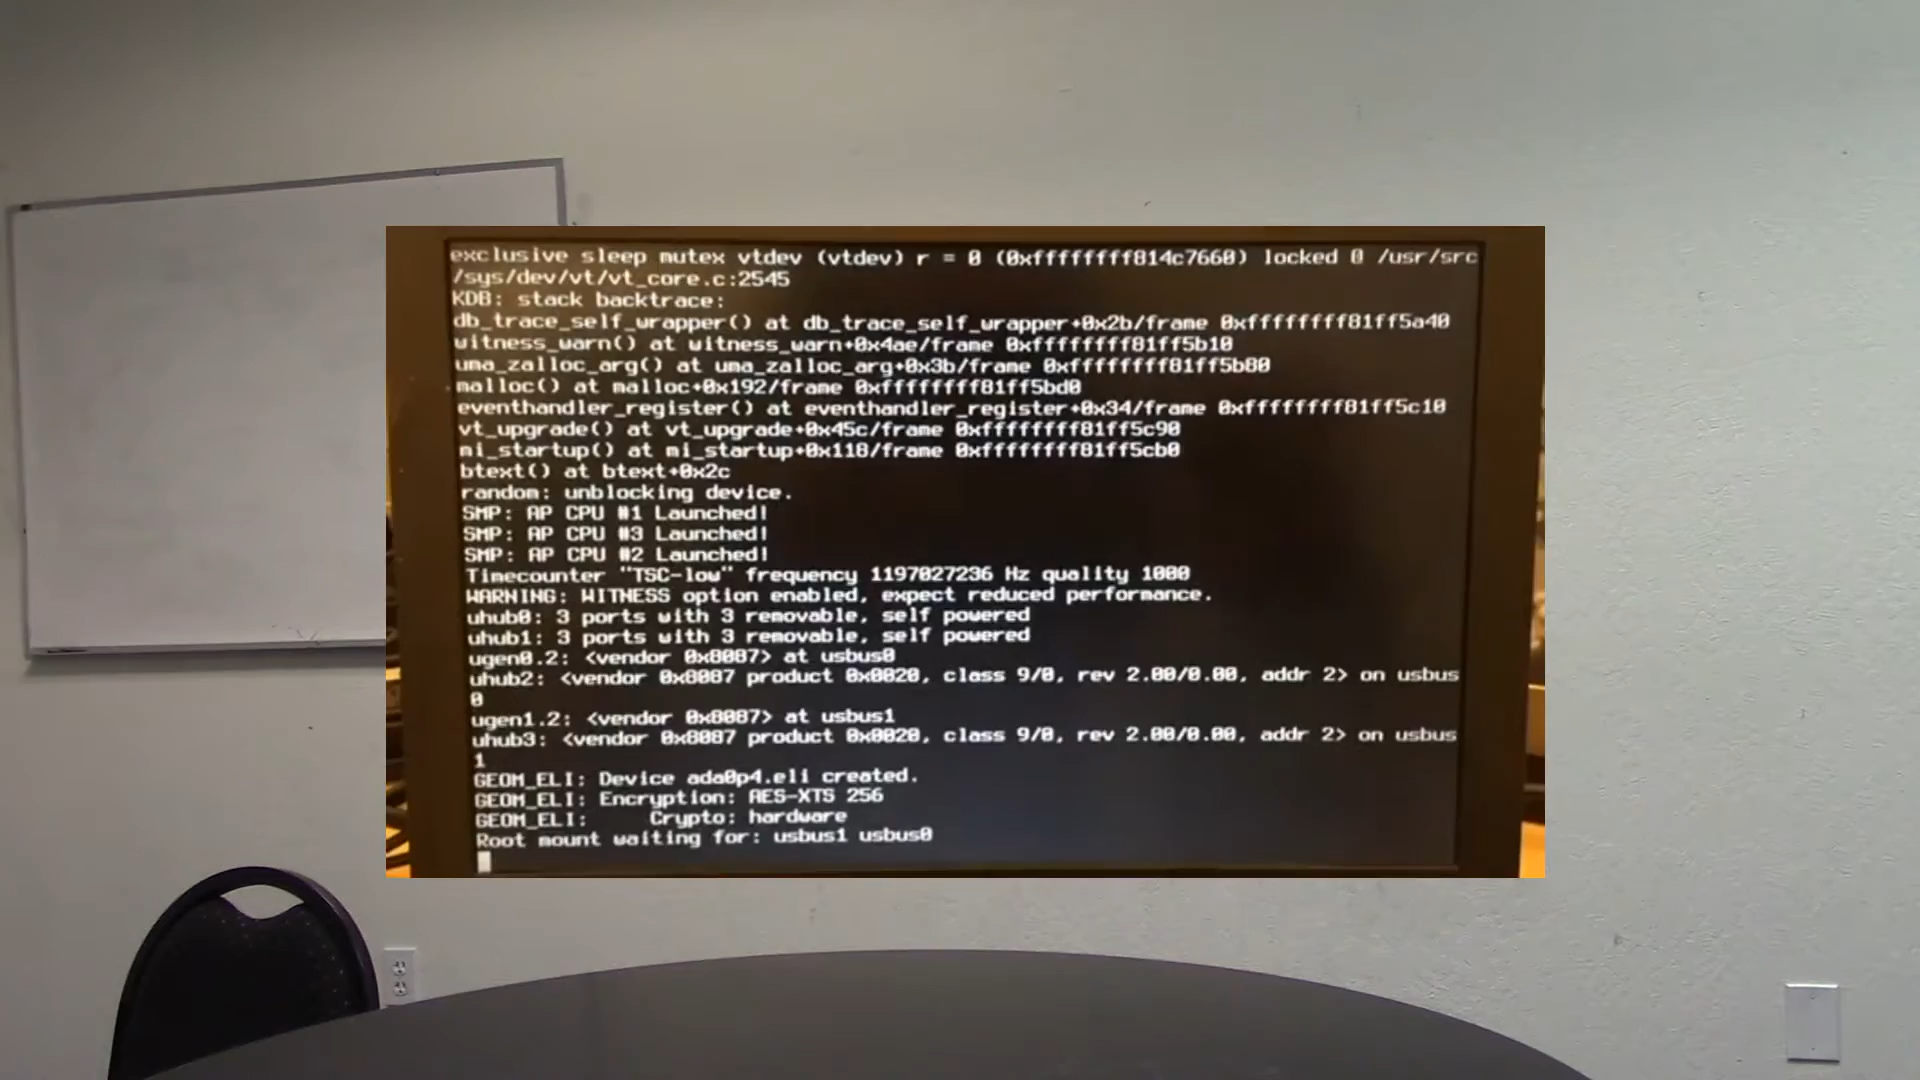 exclusive sleep mutex vtdev (vtdev) r = 0 (0xffffffff814c7660) locked @ /usr/src
/sys/dev/vt/vt_core.c:2545
KDB: stack backtrace:
db_trace_self_wrapper() at db_trace_self_wrapper+0x2b/frame 0xffffffff81ff5a40
witness_warn() at witness_warn+0x4ae/frame 0xffffffff81ff5b10
uma_zalloc_arg() at uma_zalloc_arg+0x3b/frame 0xffffffff81ff5b80
malloc() at malloc+0x192/frame 0xffffffff81ff5bd0
eventhandler_register() at eventhandler_register+0x34/frame 0xffffffff81ff5c10
vt_upgrade() at vt_upgrade+0x45c/frame 0xffffffff81ff5c90
mi_startup() at mi_startup+0x118/frame 0xffffffff81ff5cb0
btext() at btext+0x2c
random: unblocking device.
SMP: AP CPU #1 Launched!
SMP: AP CPU #3 Launched!
SMP: AP CPU #2 Launched!
Timecounter "TSC-low" frequency 1197027236 Hz quality 1000
WARNING: WITNESS option enabled, expect reduced performance.
uhub0: 3 ports with 3 removable, self powered
uhub1: 3 ports with 3 removable, self powered
ugen0.2: <vendor 0x8087> at usbus0
uhub2: <vendor 0x8087 product 0x0020, class 9/0, rev 2.00/0.00, addr 2> on usbus
0
ugen1.2: <vendor 0x8087> at usbus1
uhub3: <vendor 0x8087 product 0x0020, class 9/0, rev 2.00/0.00, addr 2> on usbus
1
GEOM_ELI: Device ada0p4.eli created.
GEOM_ELI: Encryption: AES-XTS 256
GEOM_ELI:     Crypto: hardware
Root mount waiting for: usbus1 usbus0